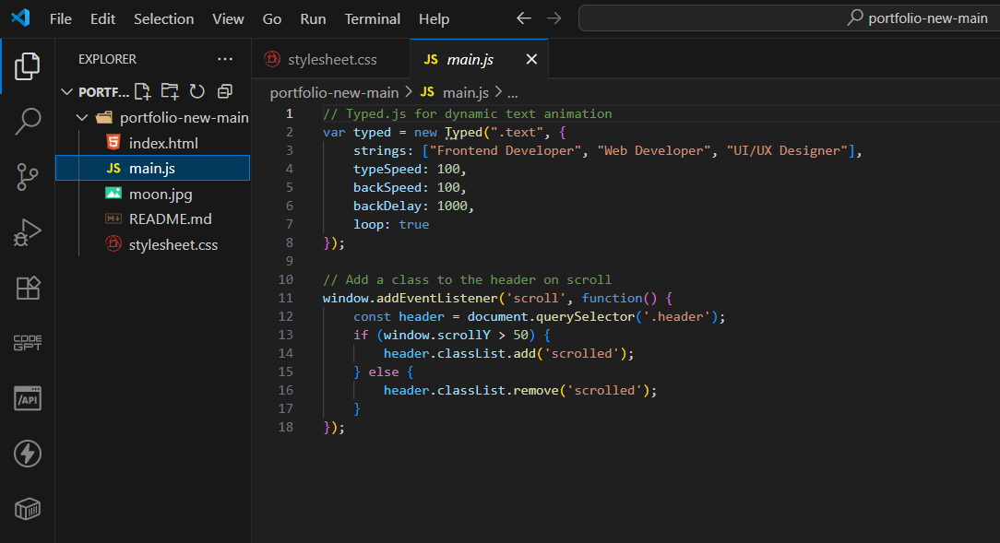 File Edit Selection View Go Run Terminal Help portfolio-new-main
EXPLORER ...
PORTF...
portfolio-new-main
index.html
JS main.js
moon.jpg
README.md
stylesheet.css
CODE
GPT
/API
stylesheet.css JS main.js
portfolio-new-main > JS main.js > ...
1 // Typed.js for dynamic text animation
2 var typed = new Typed(".text", {
3     strings: ["Frontend Developer", "Web Developer", "UI/UX Designer"],
4     typeSpeed: 100,
5     backSpeed: 100,
6     backDelay: 1000,
7     loop: true
8 });
9
10 // Add a class to the header on scroll
11 window.addEventListener('scroll', function() {
12     const header = document.querySelector('.header');
13     if (window.scrollY > 50) {
14         header.classList.add('scrolled');
15     } else {
16         header.classList.remove('scrolled');
17     }
18 });